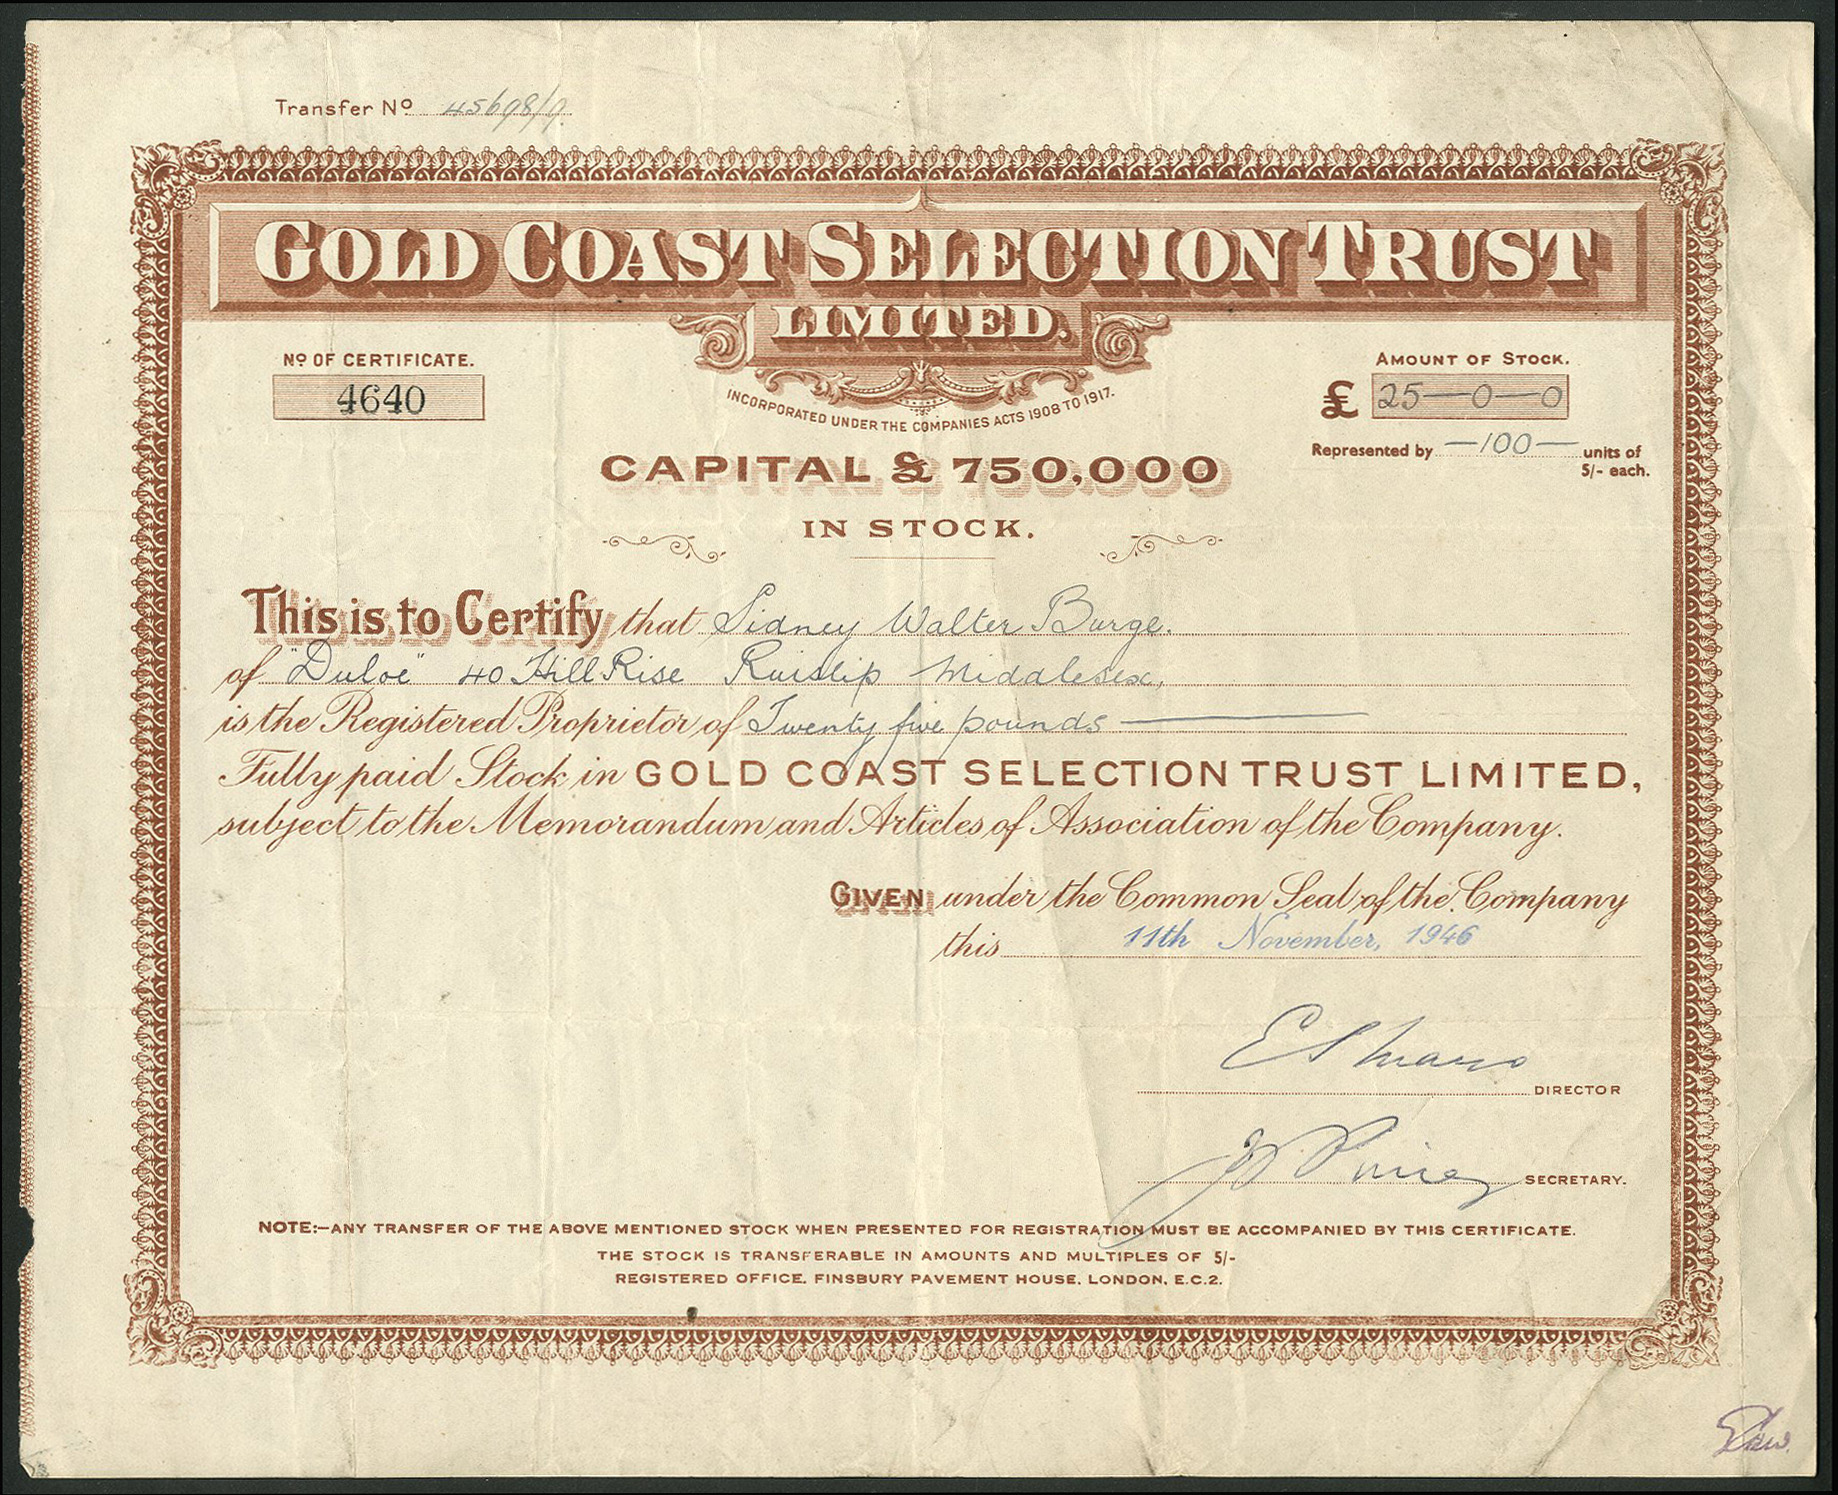 Transfer No 45698/9.
GOLD COAST SELECTION TRUST
LIMITED.
No OF CERTIFICATE.
4640
INCORPORATED UNDER THE COMPANIES ACTS 1908 TO 1917.
AMOUNT OF STOCK.
£ 25—0—0
Represented by —100— units of
5/- each.
CAPITAL £ 750,000
IN STOCK.
This is to Certify that Sidney Walter Burge.
of "Duloe" 40 Hill Rise Ruislip Middlesex,
is the Registered Proprietor of Twenty five pounds
Fully paid Stock in GOLD COAST SELECTION TRUST LIMITED,
subject to the Memorandum and Articles of Association of the Company.
GIVEN under the Common Seal of the Company
this 11th November, 1946
DIRECTOR
SECRETARY.
NOTE:—ANY TRANSFER OF THE ABOVE MENTIONED STOCK WHEN PRESENTED FOR REGISTRATION MUST BE ACCOMPANIED BY THIS CERTIFICATE.
THE STOCK IS TRANSFERABLE IN AMOUNTS AND MULTIPLES OF 5/-
REGISTERED OFFICE. FINSBURY PAVEMENT HOUSE. LONDON. E.C.2.